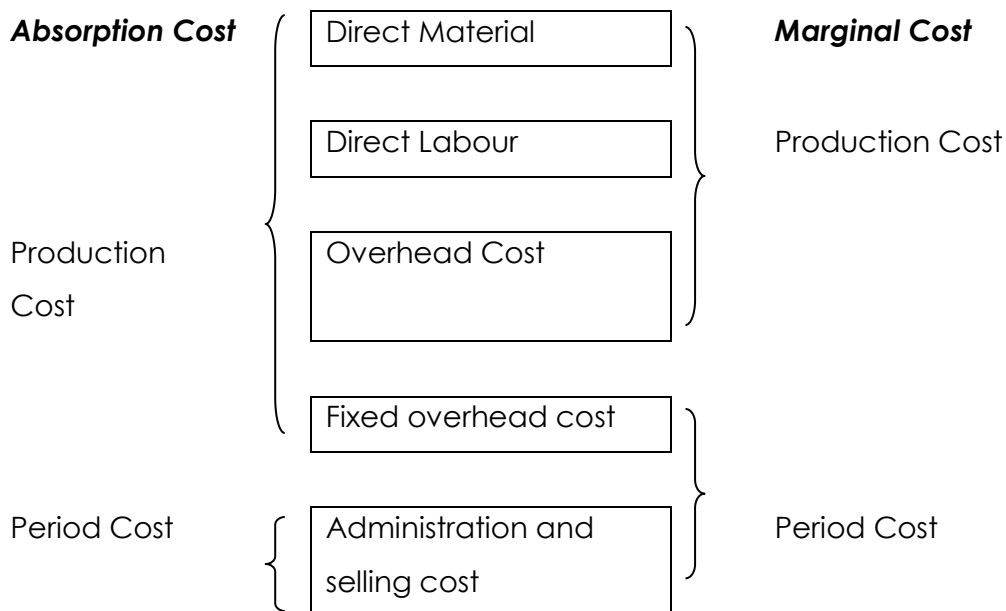 Absorption Cost Direct Material Marginal Cost
Direct Labour Production Cost
Production Overhead Cost
Cost
Fixed overhead cost
Period Cost Administration and Period Cost
selling cost